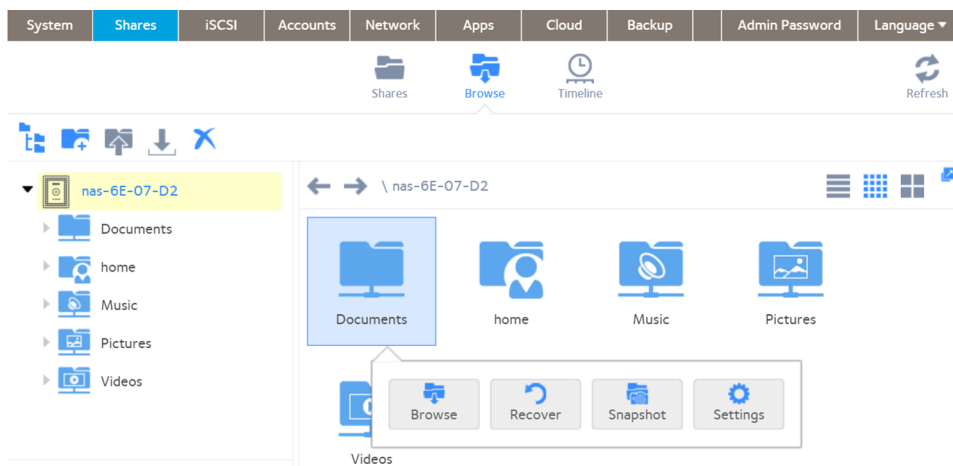 System Shares iSCSI Accounts Network Apps Cloud Backup Admin Password Language
Shares Browse Timeline Refresh
nas-6E-07-D2
\ nas-6E-07-D2
Documents
home
Music
Pictures
Videos
Documents home Music Pictures
Browse Recover Snapshot Settings
Videos